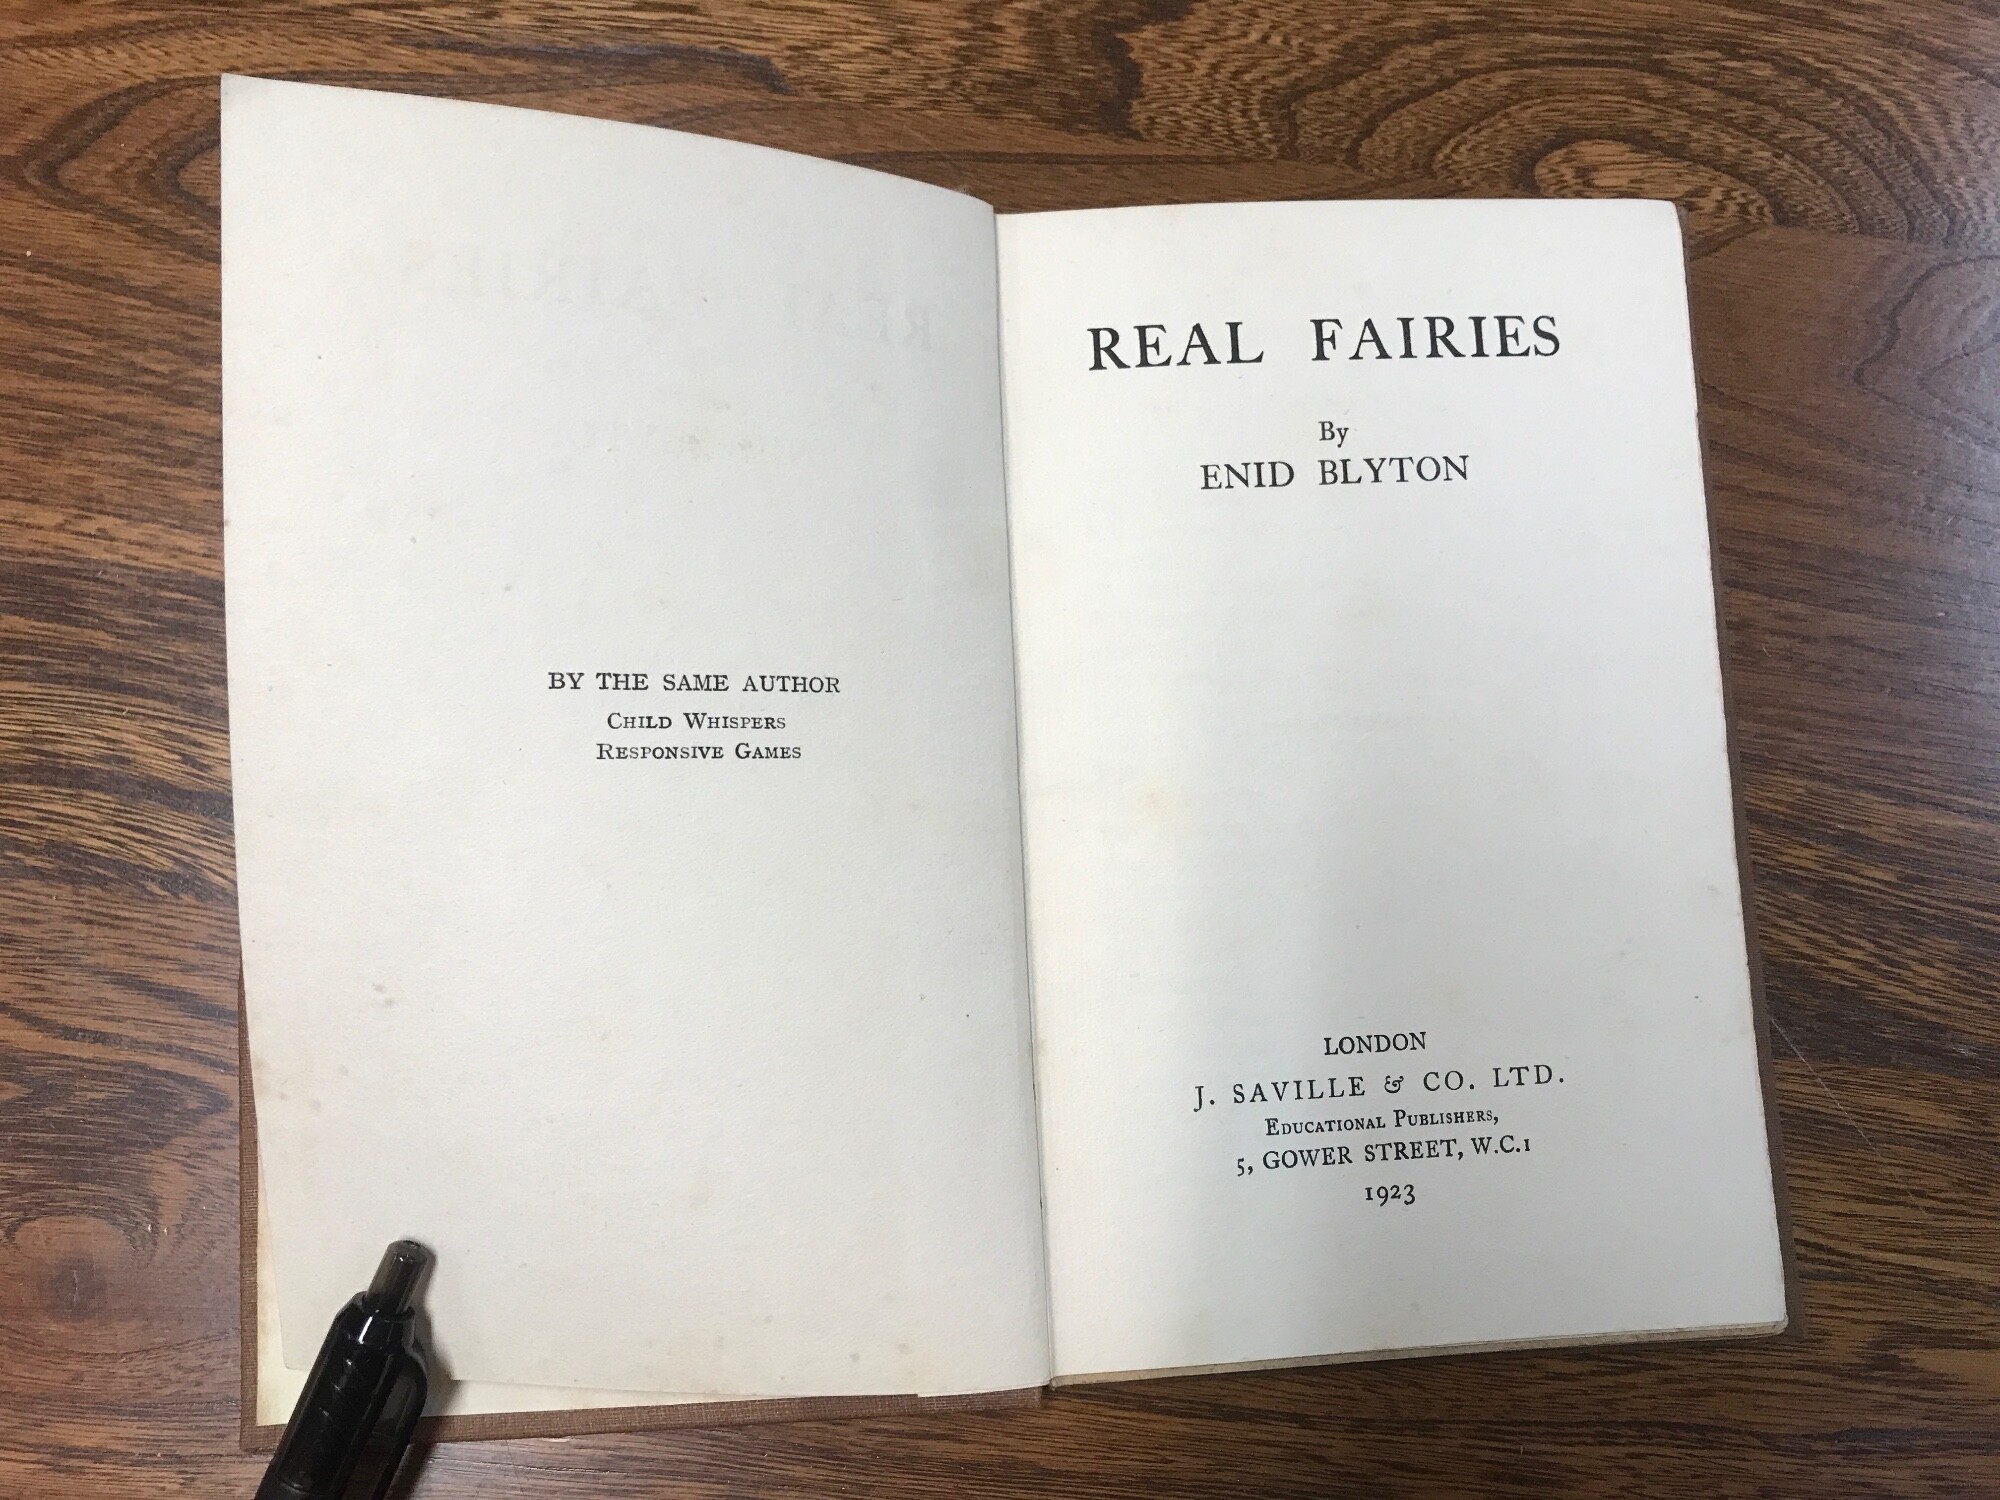 BY THE SAME AUTHOR
Child Whispers
Responsive Games
REAL FAIRIES
By
ENID BLYTON
LONDON
J. SAVILLE & CO. LTD.
Educational Publishers,
5, GOWER STREET, W.C.1
1923